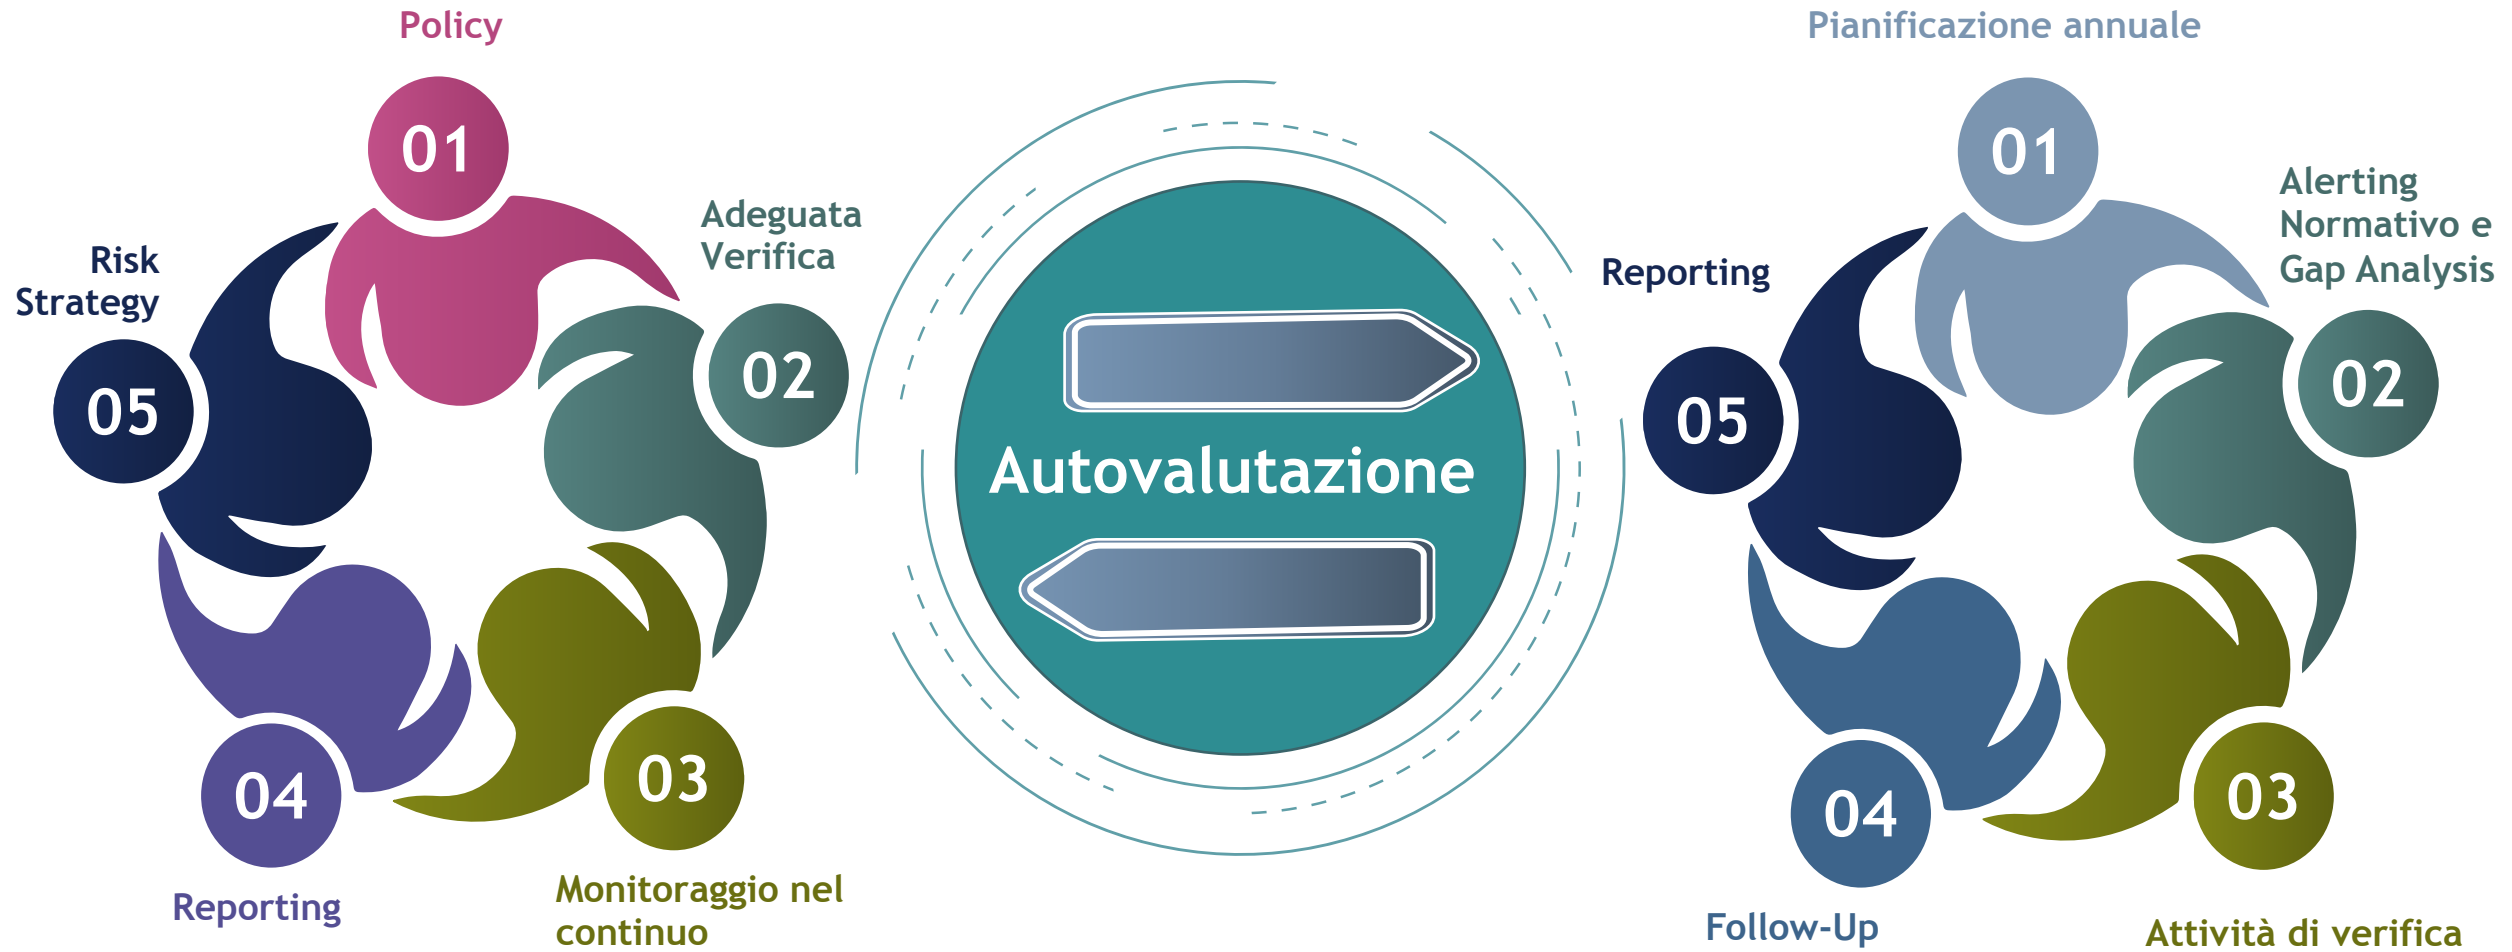 Policy
01
Adeguata
Verifica
02
Monitoraggio nel
continuo
03
Reporting
04
Risk
Strategy
05
Autovalutazione
Pianificazione annuale
01
Alerting
Normativo e
Gap Analysis
02
Attività di verifica
03
Follow-Up
04
Reporting
05